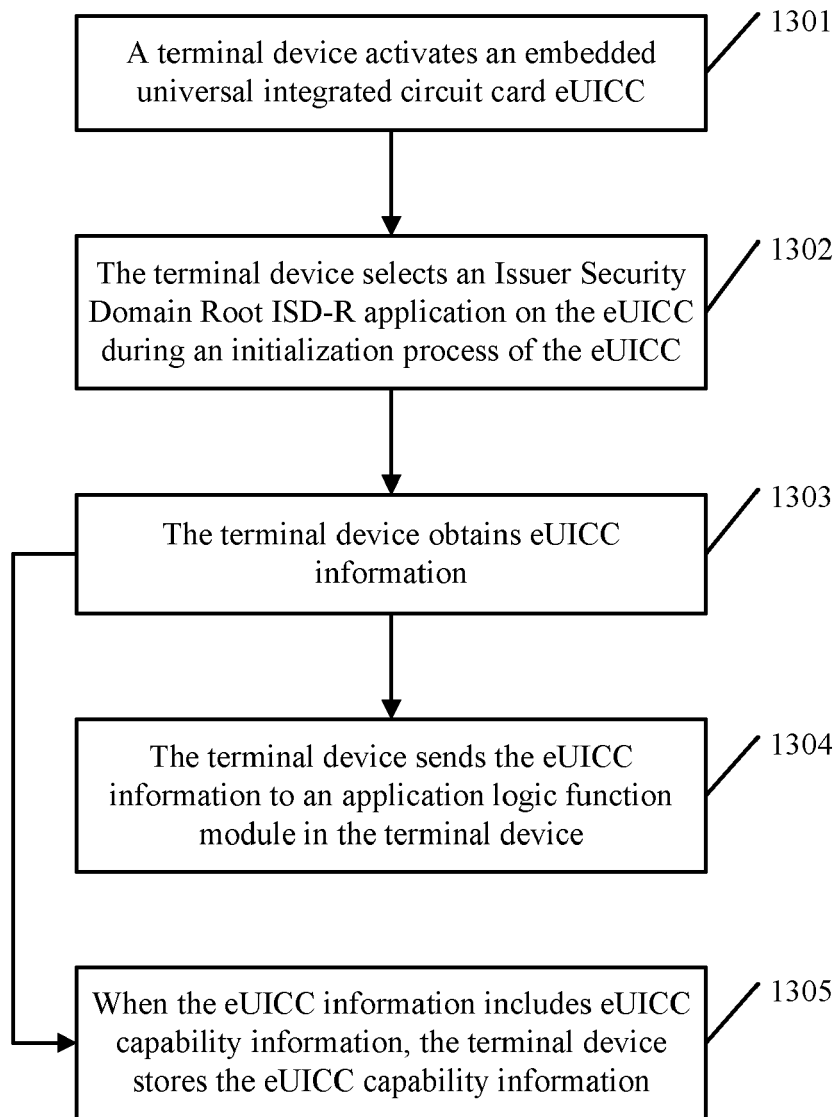 1301
A terminal device activates an embedded
universal integrated circuit card eUICC
1302
The terminal device selects an Issuer Security
Domain Root ISD-R application on the eUICC
during an initialization process of the eUICC
1303
The terminal device obtains eUICC
information
1304
The terminal device sends the eUICC
information to an application logic function
module in the terminal device
1305
When the eUICC information includes eUICC
capability information, the terminal device
stores the eUICC capability information